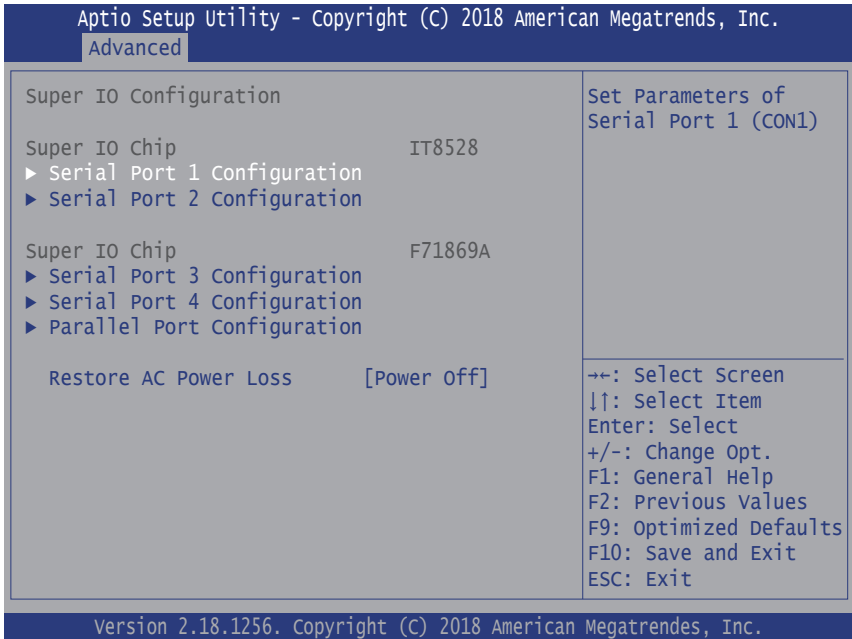 Aptio Setup Utility - Copyright (C) 2018 American Megatrends, Inc.
Advanced
Super IO Configuration
Super IO Chip IT8528
▶ Serial Port 1 Configuration
▶ Serial Port 2 Configuration
Super IO Chip F71869A
▶ Serial Port 3 Configuration
▶ Serial Port 4 Configuration
▶ Parallel Port Configuration
Restore AC Power Loss [Power Off]
Set Parameters of
Serial Port 1 (CON1)
→←: Select Screen
↓↑: Select Item
Enter: Select
+/-: Change Opt.
F1: General Help
F2: Previous Values
F9: Optimized Defaults
F10: Save and Exit
ESC: Exit
Version 2.18.1256. Copyright (C) 2018 American Megatrendes, Inc.